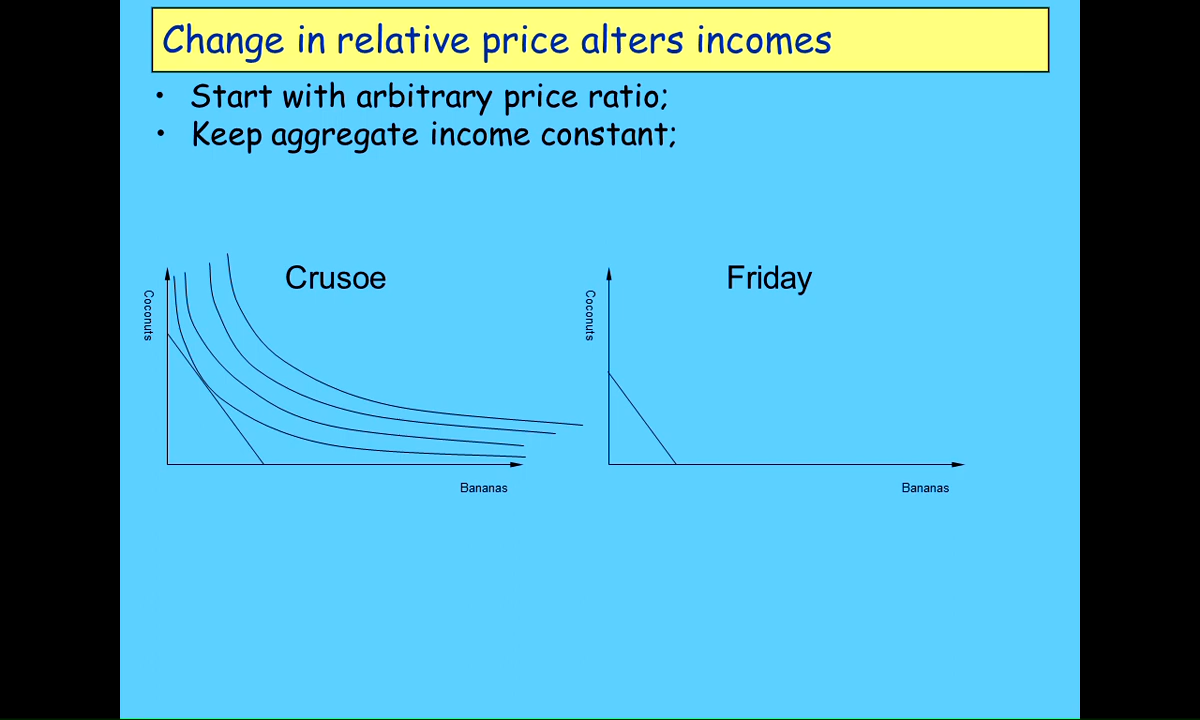 Change in relative price alters incomes
• Start with arbitrary price ratio;
• Keep aggregate income constant;
Crusoe
Coconuts
Bananas
Friday
Coconuts
Bananas